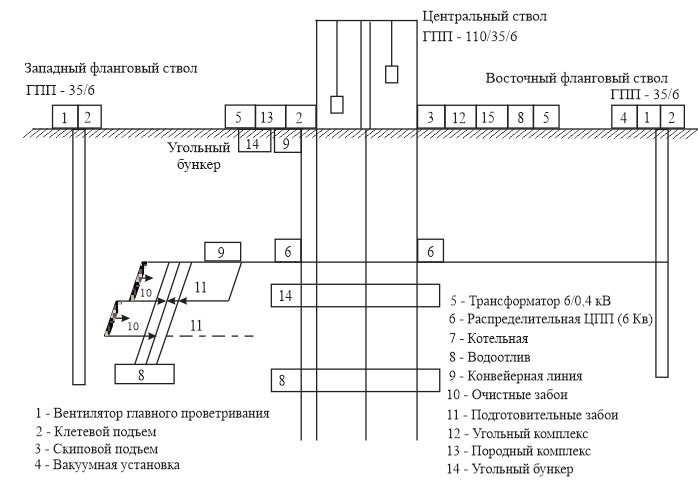 Центральный ствол
ГПП - 110/35/6
Западный фланговый ствол
ГПП - 35/6
Восточный фланговый ствол
ГПП - 35/6
1 2
5 13 2
3 12 15 8 5
4 1 2
Угольный
бункер
14 9
9
6
6
10
11
14
10
11
8
8
5 - Трансформатор 6/0,4 кВ
6 - Распределительная ЦПП (6 Кв)
7 - Котельная
8 - Водоотлив
9 - Конвейерная линия
10 - Очистные забои
11 - Подготовительные забои
12 - Угольный комплекс
13 - Породный комплекс
14 - Угольный бункер
1 - Вентилятор главного проветривания
2 - Клетевой подъем
3 - Скиповой подъем
4 - Вакуумная установка